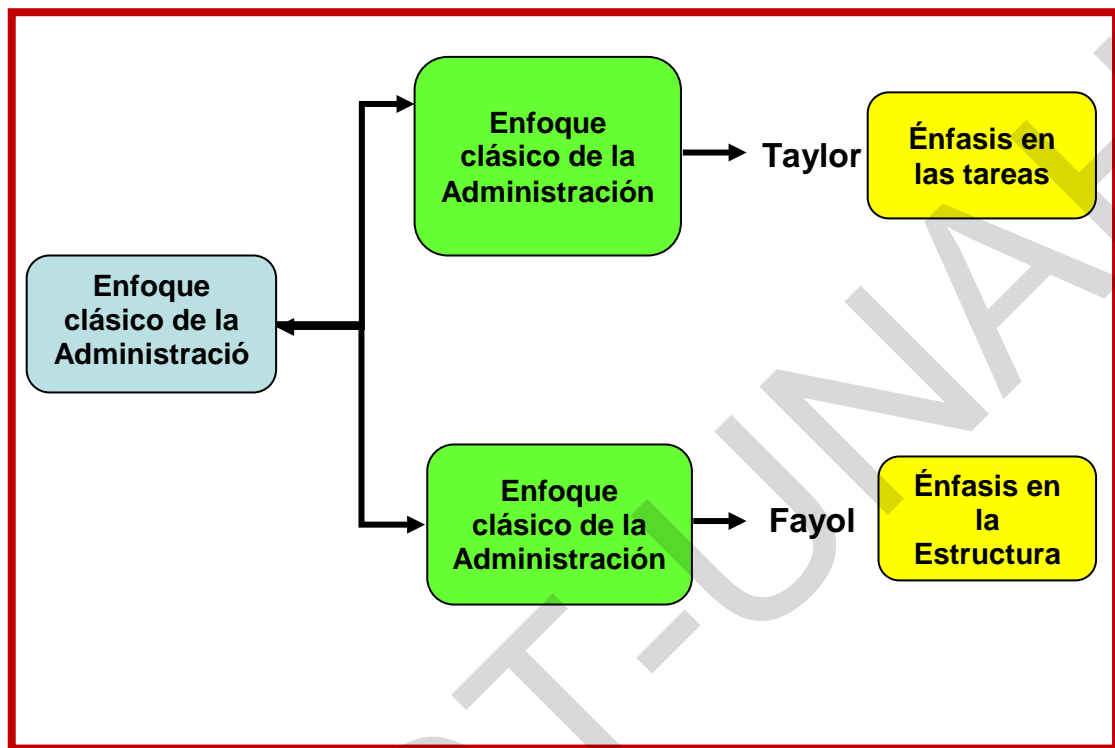 Enfoque
clásico de la
Administració
Enfoque
clásico de la
Administración
Taylor
Énfasis en
las tareas
Enfoque
clásico de la
Administración
Fayol
Énfasis en
la
Estructura
T-UNAH